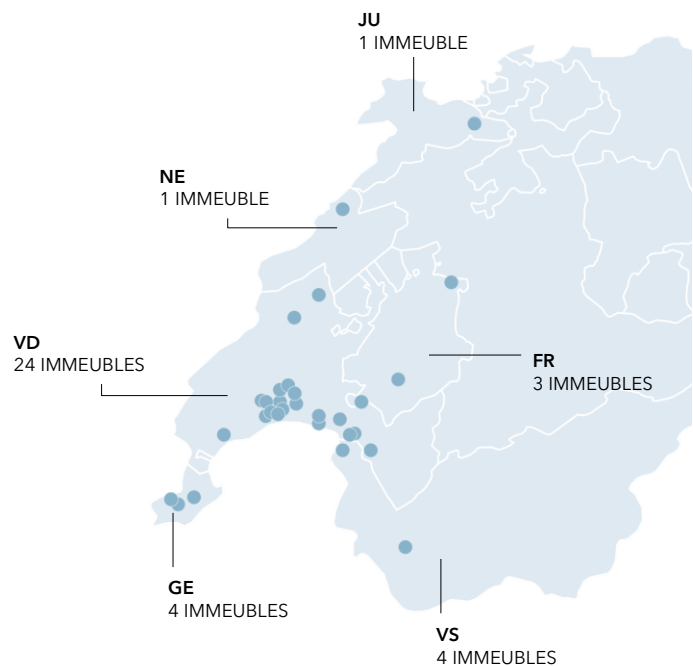 JU
1 IMMEUBLE
NE
1 IMMEUBLE
VD
24 IMMEUBLES
FR
3 IMMEUBLES
GE
4 IMMEUBLES
VS
4 IMMEUBLES